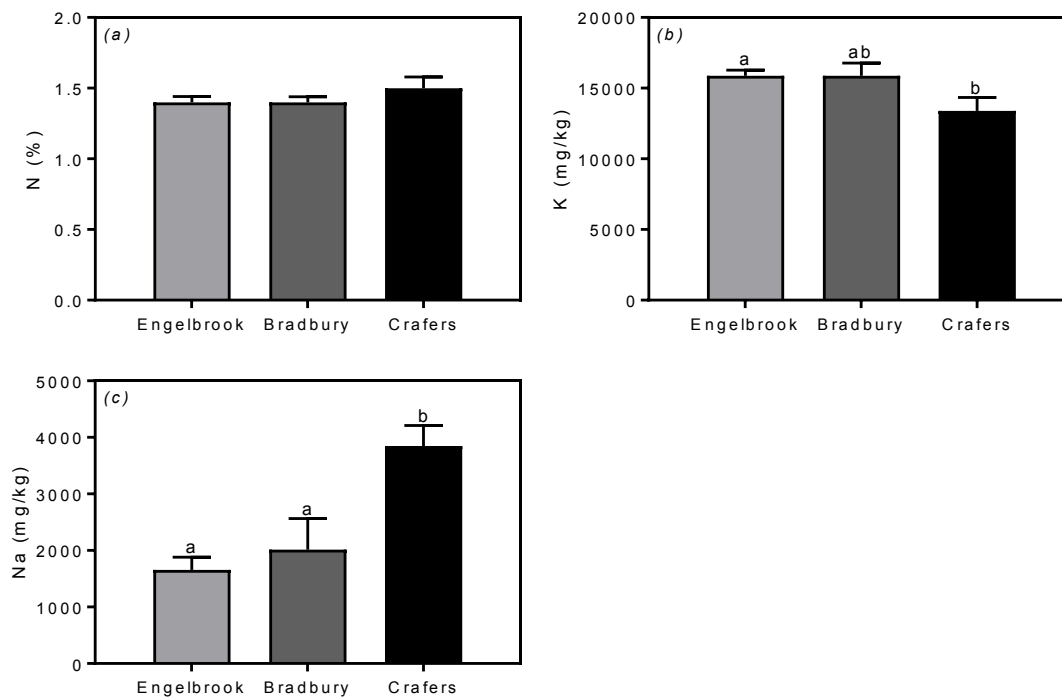 (a)
N (%)
2.0
1.5
1.0
0.5
0.0
Engelbrook Bradbury Crafers
(b)
K (mg/kg)
20000
15000
10000
5000
0
a
ab
b
Engelbrook Bradbury Crafers
(c)
Na (mg/kg)
5000
4000
3000
2000
1000
0
a
a
b
Engelbrook Bradbury Crafers